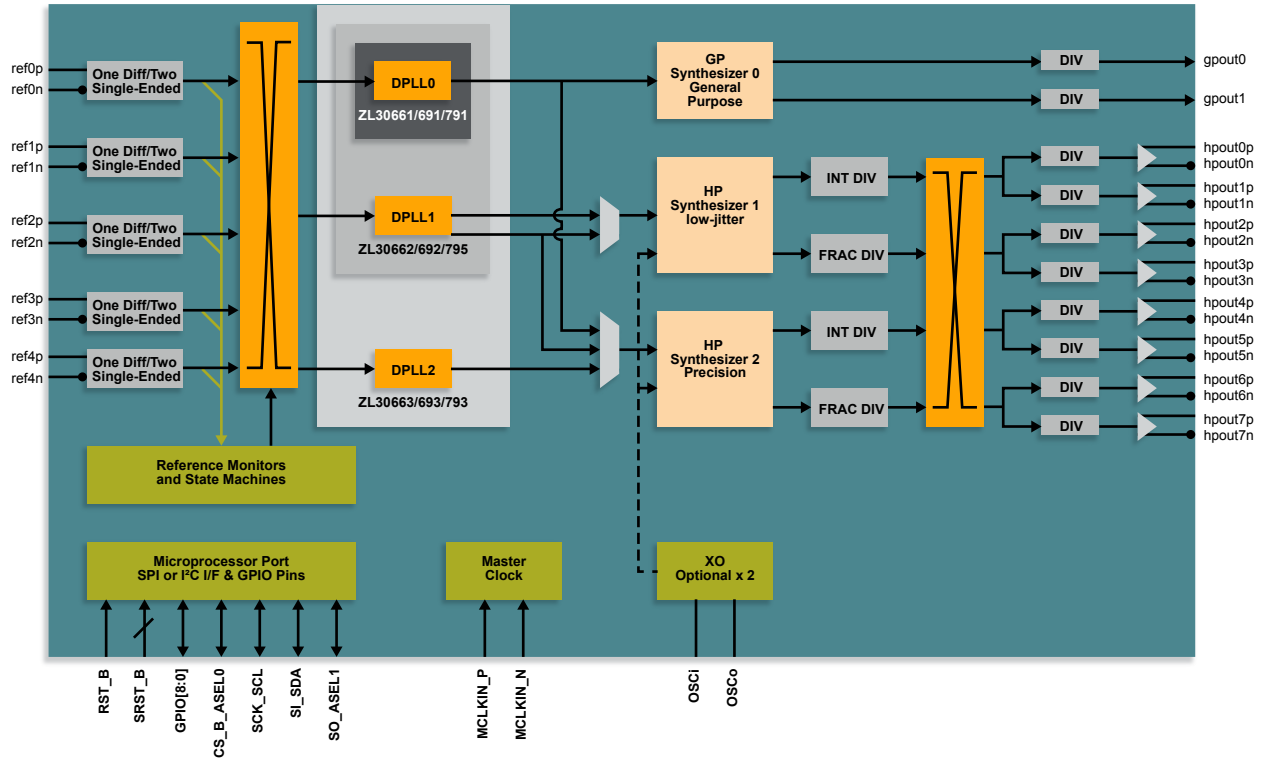 ref0p
ref0n
One Diff/Two
Single-Ended
ref1p
ref1n
One Diff/Two
Single-Ended
ref2p
ref2n
One Diff/Two
Single-Ended
ref3p
ref3n
One Diff/Two
Single-Ended
ref4p
ref4n
One Diff/Two
Single-Ended
DPLL0
ZL30661/691/791
DPLL1
ZL30662/692/795
DPLL2
ZL30663/693/793
GP
Synthesizer 0
General
Purpose
HP
Synthesizer 1
low-jitter
HP
Synthesizer 2
Precision
INT DIV
FRAC DIV
INT DIV
FRAC DIV
DIV
gpout0
DIV
gpout1
DIV
hpout0p
hpout0n
DIV
hpout1p
hpout1n
DIV
hpout2p
hpout2n
DIV
hpout3p
hpout3n
DIV
hpout4p
hpout4n
DIV
hpout5p
hpout5n
DIV
hpout6p
hpout6n
DIV
hpout7p
hpout7n
Reference Monitors
and State Machines
Microprocessor Port
SPI or I²C I/F & GPIO Pins
Master
Clock
XO
Optional x 2
RST_B
SRST_B
GPIO[8:0]
CS_B_ASEL0
SCK_SCL
SI_SDA
SO_ASEL1
MCLKIN_P
MCLKIN_N
OSCi
OSCo